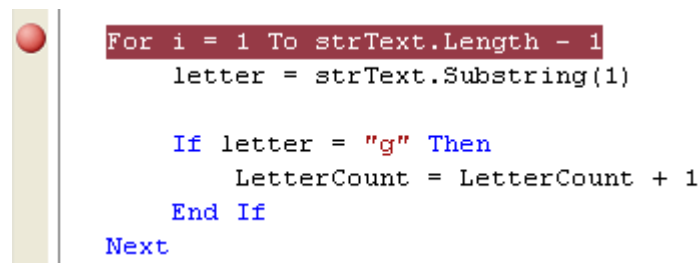 For i = 1 To strText.Length - 1
letter = strText.Substring(1)
If letter = "g" Then
LetterCount = LetterCount + 1
End If
Next